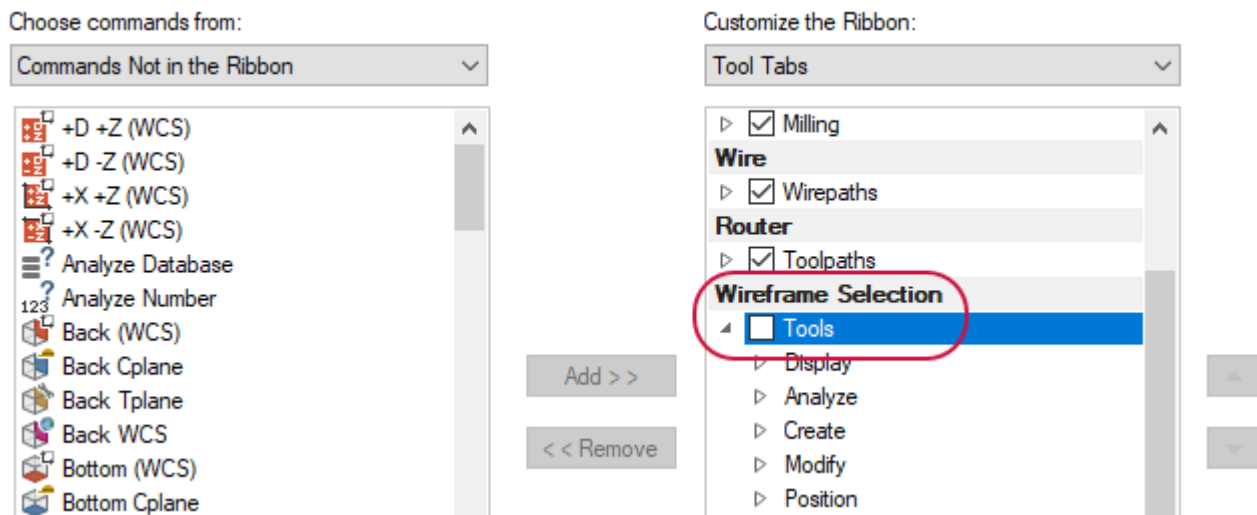 Choose commands from:
Commands Not in the Ribbon
+D +Z (WCS)
+D -Z (WCS)
+X +Z (WCS)
+X -Z (WCS)
Analyze Database
123 Analyze Number
Back (WCS)
Back Cplane
Back Tplane
Back WCS
Bottom (WCS)
Bottom Cplane
Add > >
< < Remove
Customize the Ribbon:
Tool Tabs
Milling
Wire
Wirepaths
Router
Toolpaths
Wireframe Selection
Tools
Display
Analyze
Create
Modify
Position